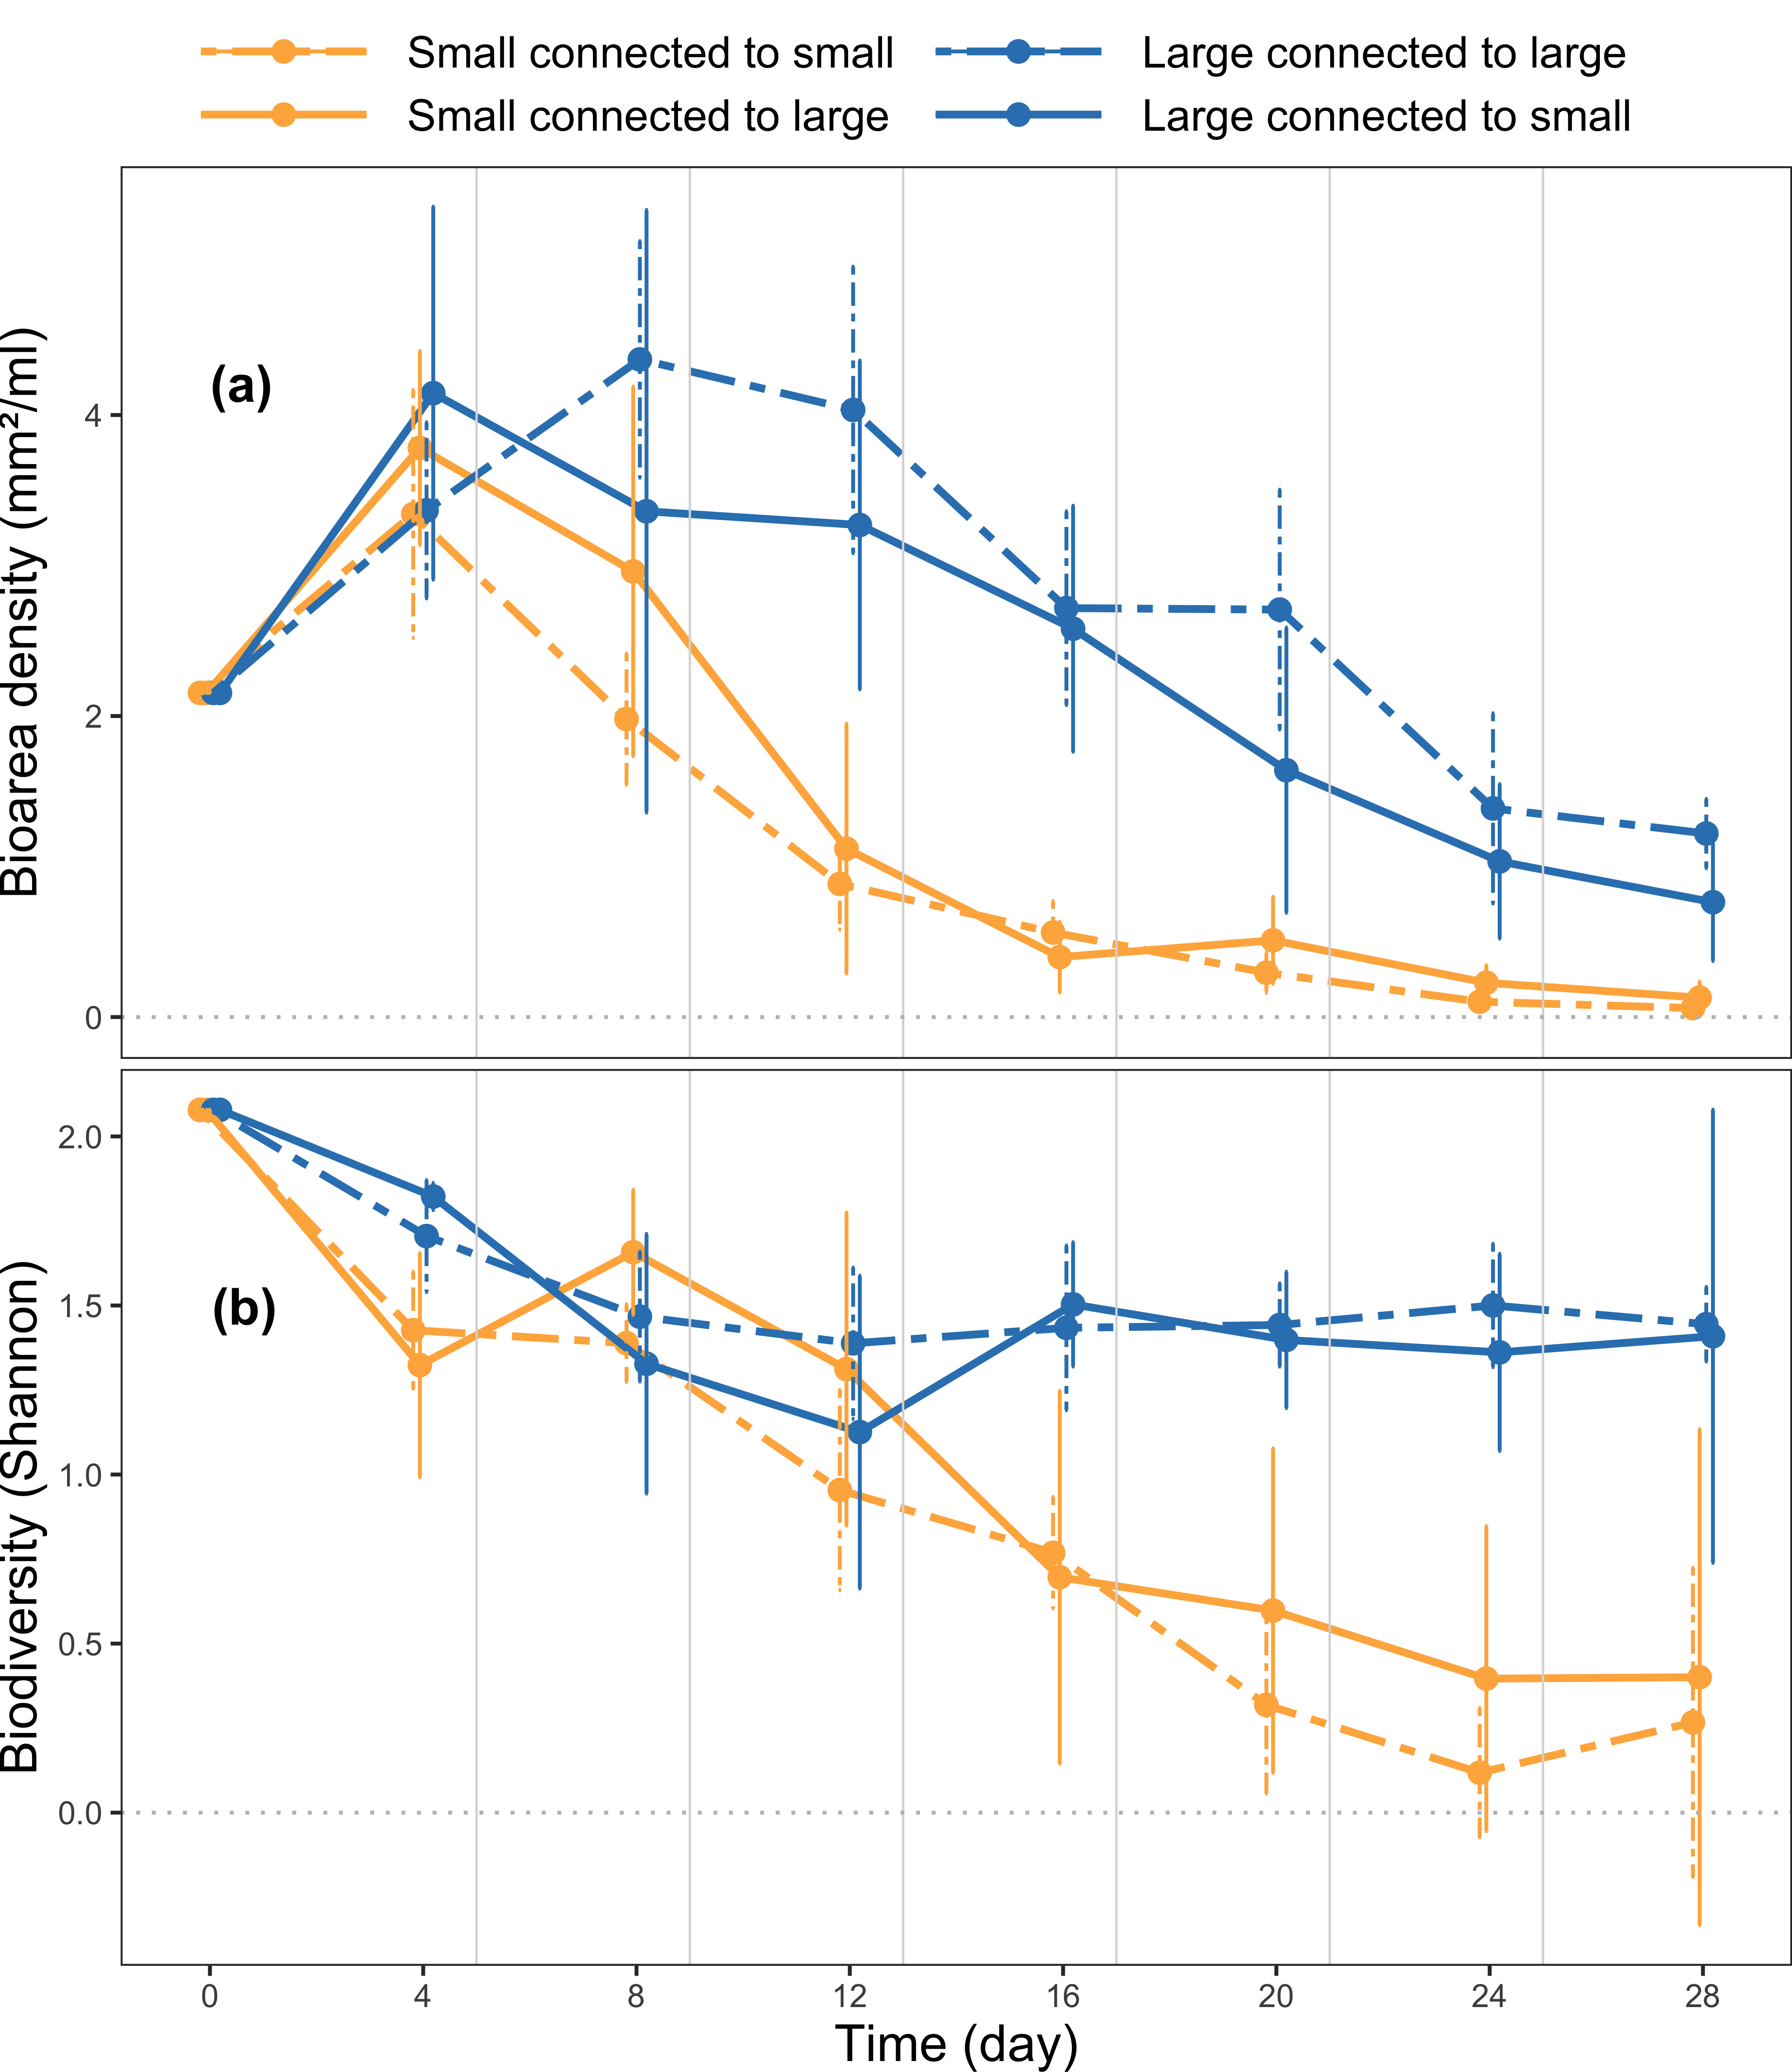 Small connected to small
Large connected to large
Small connected to large
Large connected to small
(a)
Bioarea density (mm²/ml)
4
2
0
(b)
Biodiversity (Shannon)
2.0
1.5
1.0
0.5
0.0
0 4 8 12 16 20 24 28
Time (day)